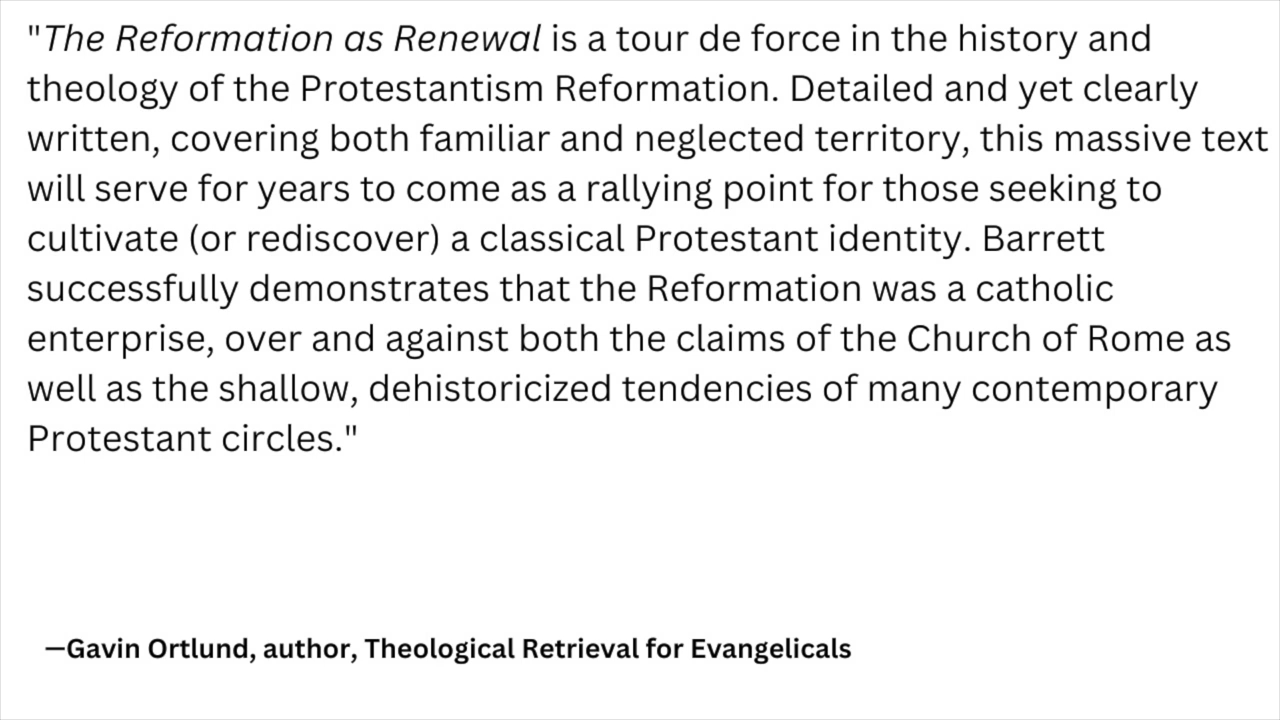 "The Reformation as Renewal is a tour de force in the history and
theology of the Protestantism Reformation. Detailed and yet clearly
written, covering both familiar and neglected territory, this massive text
will serve for years to come as a rallying point for those seeking to
cultivate (or rediscover) a classical Protestant identity. Barrett
successfully demonstrates that the Reformation was a catholic
enterprise, over and against both the claims of the Church of Rome as
well as the shallow, dehistoricized tendencies of many contemporary
Protestant circles."
—Gavin Ortlund, author, Theological Retrieval for Evangelicals